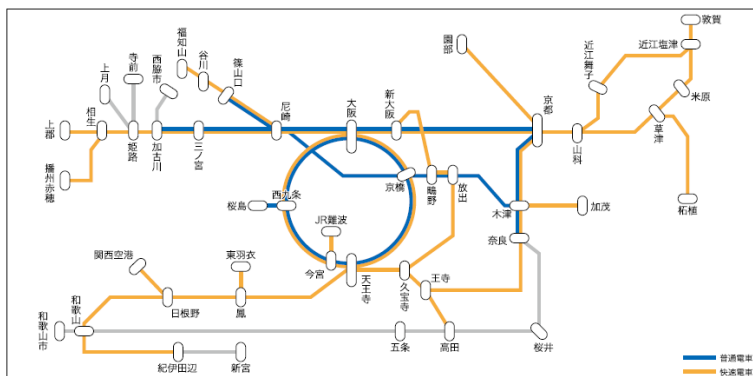 敦賀
園部
近江塩津
福知山
谷川
篠山口
寺前
西脇市
上月
近江舞子
米原
相生
尼崎
大阪
新大阪
京都
草津
上郡
姫路
加古川
三ノ宮
山科
播州赤穂
京橋
鴫野
放出
桜島
西九条
木津
加茂
柘植
JR難波
奈良
関西空港
東羽衣
今宮
天王寺
久宝寺
王寺
和歌山
日根野
鳳
和歌山市
五条
高田
桜井
紀伊田辺
新宮
普通電車
快速電車